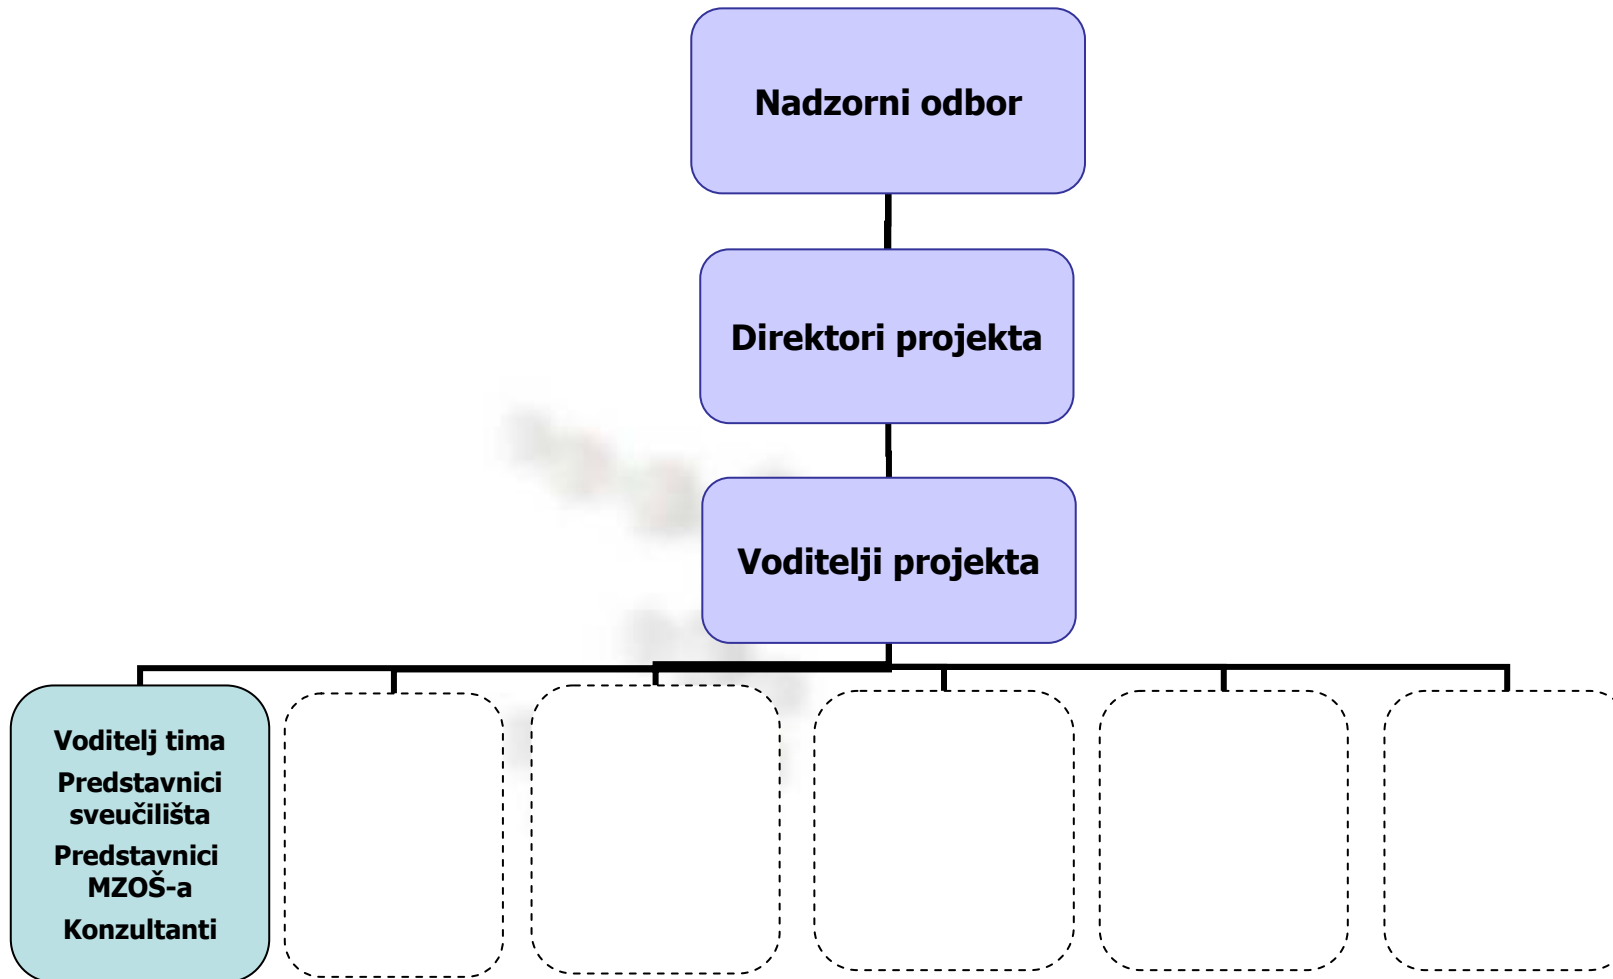 Nadzorni odbor
Direktori projekta
Voditelji projekta
Voditelj tima
Predstavnici
sveučilišta
Predstavnici
MZOŠ-a
Konzultanti